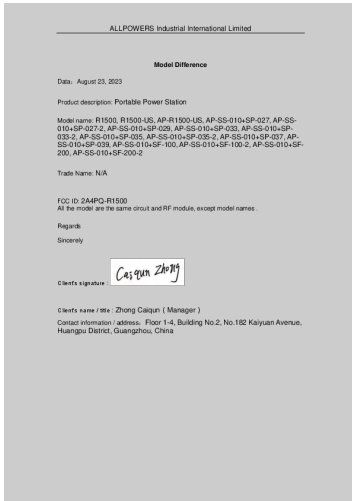 ALLPOWERS Industrial International Limited
Model Difference
Data: August 23, 2023
Product description: Portable Power Station
Model name: R1500, R1500-US, AP-R1500-US, AP-SS-010+SP-027, AP-SS-
010+SP-027-2, AP-SS-010+SP-029, AP-SS-010+SP-033, AP-SS-010+SP-
033-2, AP-SS-010+SP-035, AP-SS-010+SP-035-2, AP-SS-010+SP-037, AP-
SS-010+SP-039, AP-SS-010+SF-100, AP-SS-010+SF-100-2, AP-SS-010+SF-
200, AP-SS-010+SF-200-2
Trade Name: N/A
FCC ID: 2A4PQ-R1500
All the model are the same circuit and RF module, except model names .
Regards
Sincerely
Client's signature : Caiqun Zhong
Client's name / title : Zhong Caiqun ( Manager )
Contact information / address: Floor 1-4, Building No.2, No.182 Kaiyuan Avenue,
Huangpu District, Guangzhou, China